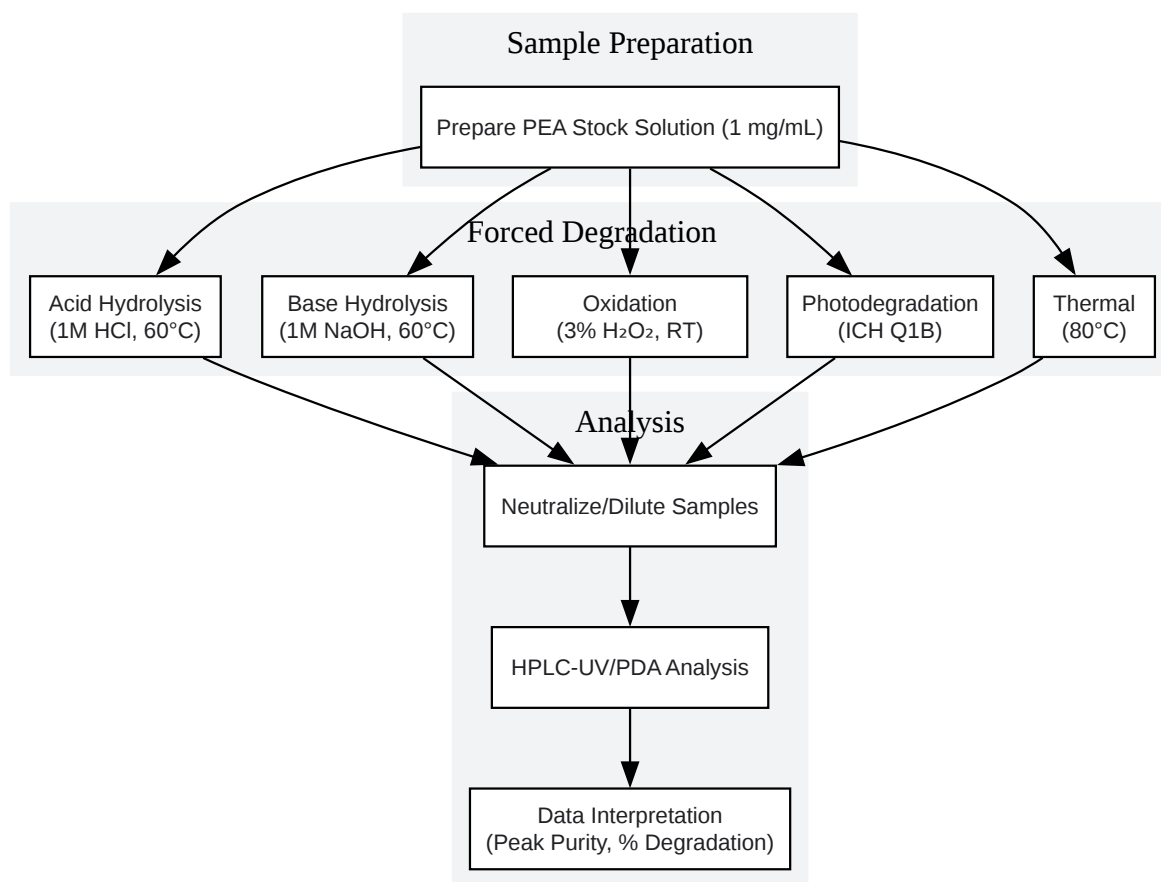 Sample Preparation
Prepare PEA Stock Solution (1 mg/mL)
Forced Degradation
Acid Hydrolysis
(1M HCl, 60°C)
Base Hydrolysis
(1M NaOH, 60°C)
Oxidation
(3% H₂O₂, RT)
Photodegradation
(ICH Q1B)
Thermal
(80°C)
Analysis
Neutralize/Dilute Samples
HPLC-UV/PDA Analysis
Data Interpretation
(Peak Purity, % Degradation)